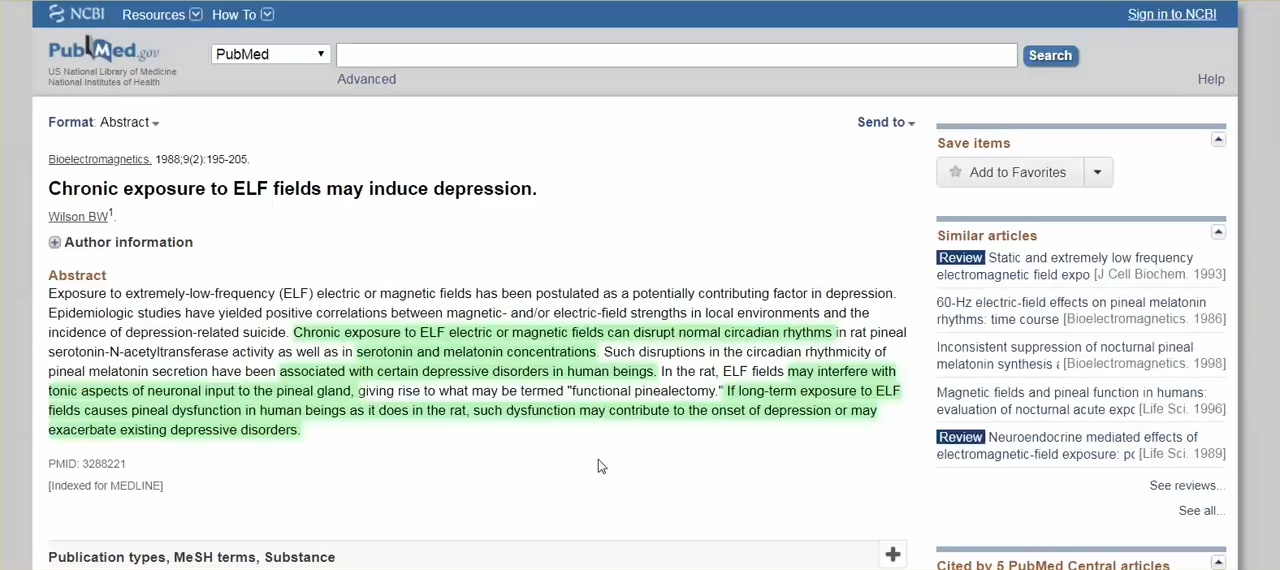 NCBI Resources How To Sign in to NCBI
PubMed.gov
US National Library of Medicine
National Institutes of Health
PubMed
Search
Advanced
Help
Format: Abstract
Send to
Bioelectromagnetics. 1988;9(2):195-205.
Chronic exposure to ELF fields may induce depression.
Wilson BW1.
Author information
Abstract
Exposure to extremely-low-frequency (ELF) electric or magnetic fields has been postulated as a potentially contributing factor in depression.
Epidemiologic studies have yielded positive correlations between magnetic- and/or electric-field strengths in local environments and the
incidence of depression-related suicide. Chronic exposure to ELF electric or magnetic fields can disrupt normal circadian rhythms in rat pineal
serotonin-N-acetyltransferase activity as well as in serotonin and melatonin concentrations. Such disruptions in the circadian rhythmicity of
pineal melatonin secretion have been associated with certain depressive disorders in human beings. In the rat, ELF fields may interfere with
tonic aspects of neuronal input to the pineal gland, giving rise to what may be termed "functional pinealectomy." If long-term exposure to ELF
fields causes pineal dysfunction in human beings as it does in the rat, such dysfunction may contribute to the onset of depression or may
exacerbate existing depressive disorders.
PMID: 3288221
[Indexed for MEDLINE]
Publication types, MeSH terms, Substance
Save items
Add to Favorites
Similar articles
Review Static and extremely low frequency
electromagnetic field expo [J Cell Biochem. 1993]
60-Hz electric-field effects on pineal melatonin
rhythms: time course [Bioelectromagnetics. 1986]
Inconsistent suppression of nocturnal pineal
melatonin synthesis a [Bioelectromagnetics. 1998]
Magnetic fields and pineal function in humans:
evaluation of nocturnal acute expo [Life Sci. 1996]
Review Neuroendocrine mediated effects of
electromagnetic-field exposure: po [Life Sci. 1989]
See reviews...
See all...
Cited by 5 PubMed Central articles